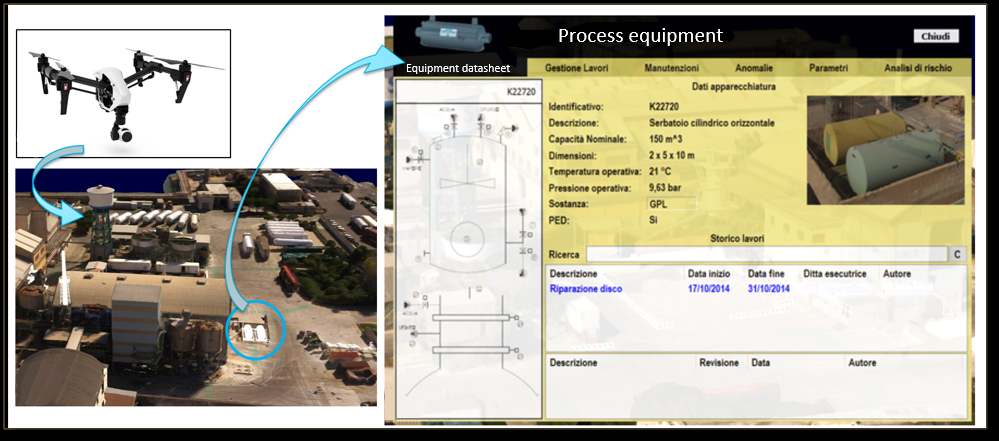 Process equipment
Chiudi
Equipment datasheet
Gestione Lavori
Manutenzioni
Anomalie
Parametri
Analisi di rischio
K22720
ACQUA
Dati apparecchiatura
Identificativo: K22720
Descrizione: Serbatoio cilindrico orizzontale
Capacità Nominale: 150 m^3
Dimensioni: 2 x 5 x 10 m
Temperatura operativa: 21 °C
Pressione operativa: 9,63 bar
Sostanza: GPL
PED: Si
Storico lavori
Ricerca
C
Descrizione Data inizio Data fine Ditta esecutrice Autore
Riparazione disco 17/10/2014 31/10/2014
Descrizione Revisione Data Autore
ACQUA